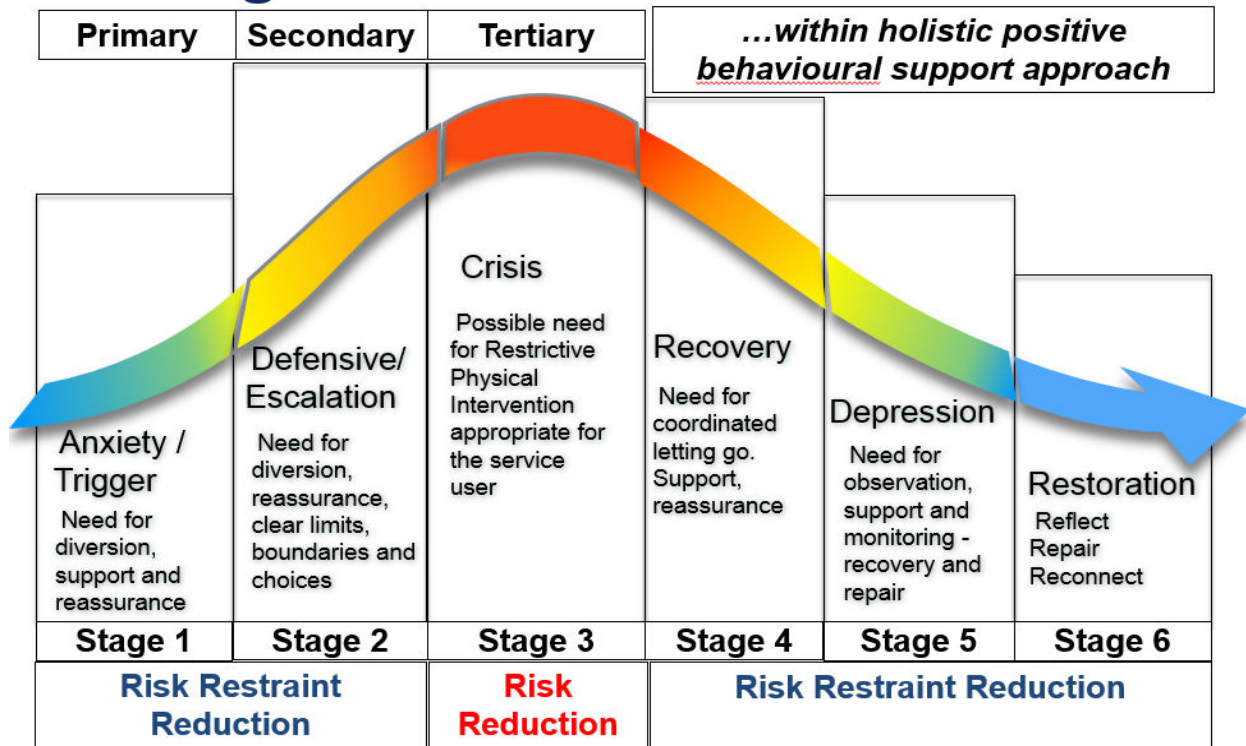 Primary
Secondary
Tertiary
...within holistic positive
behavioural support approach
Anxiety /
Trigger
Need for
diversion,
support and
reassurance
Defensive/
Escalation
Need for
diversion,
reassurance,
clear limits,
boundaries and
choices
Crisis
Possible need
for Restrictive
Physical
Intervention
appropriate for
the service
user
Recovery
Need for
coordinated
letting go.
Support,
reassurance
Depression
Need for
observation,
support and
monitoring -
recovery and
repair
Restoration
Reflect
Repair
Reconnect
Stage 1
Stage 2
Stage 3
Stage 4
Stage 5
Stage 6
Risk Restraint
Reduction
Risk
Reduction
Risk Restraint Reduction